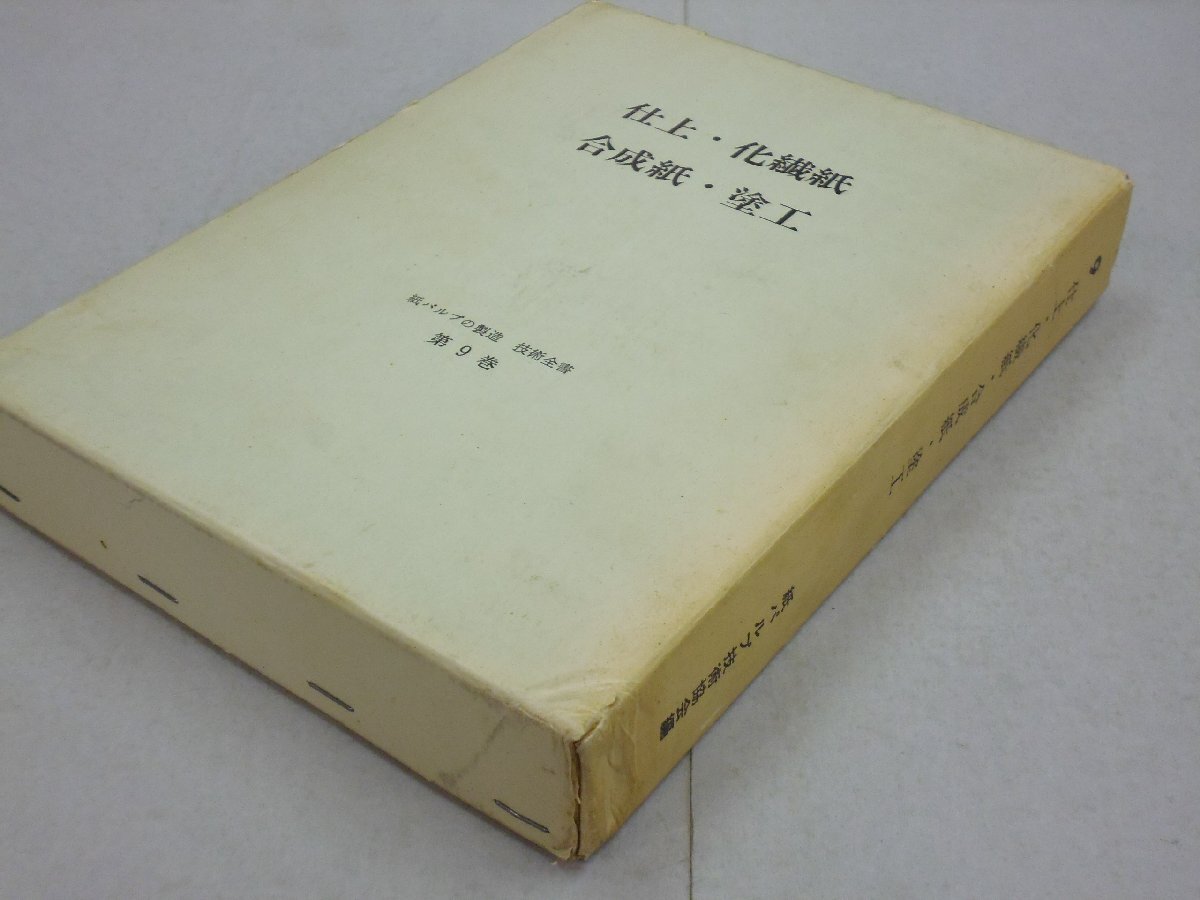 仕上・化繊紙
合成紙・塗工
紙パルプの製造 技術全書
第9巻
9 仕上・化繊紙・合成紙・塗工
紙パルプ技術協会編